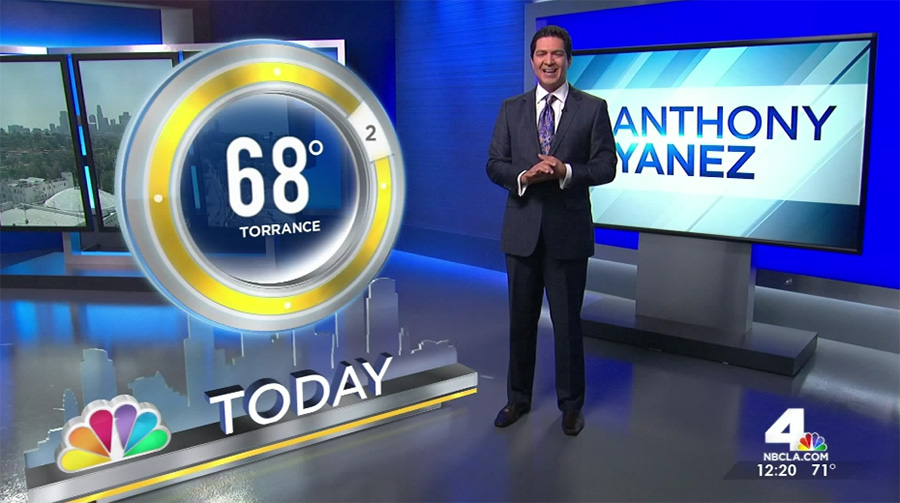 68°
TORRANCE
2
TODAY
ANTHONY
YANEZ
4
NBCLA.COM
12:20 71°